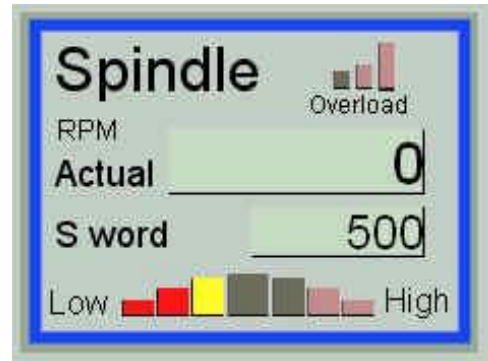 Spindle
Overload
RPM
Actual 0
S word 500
Low High